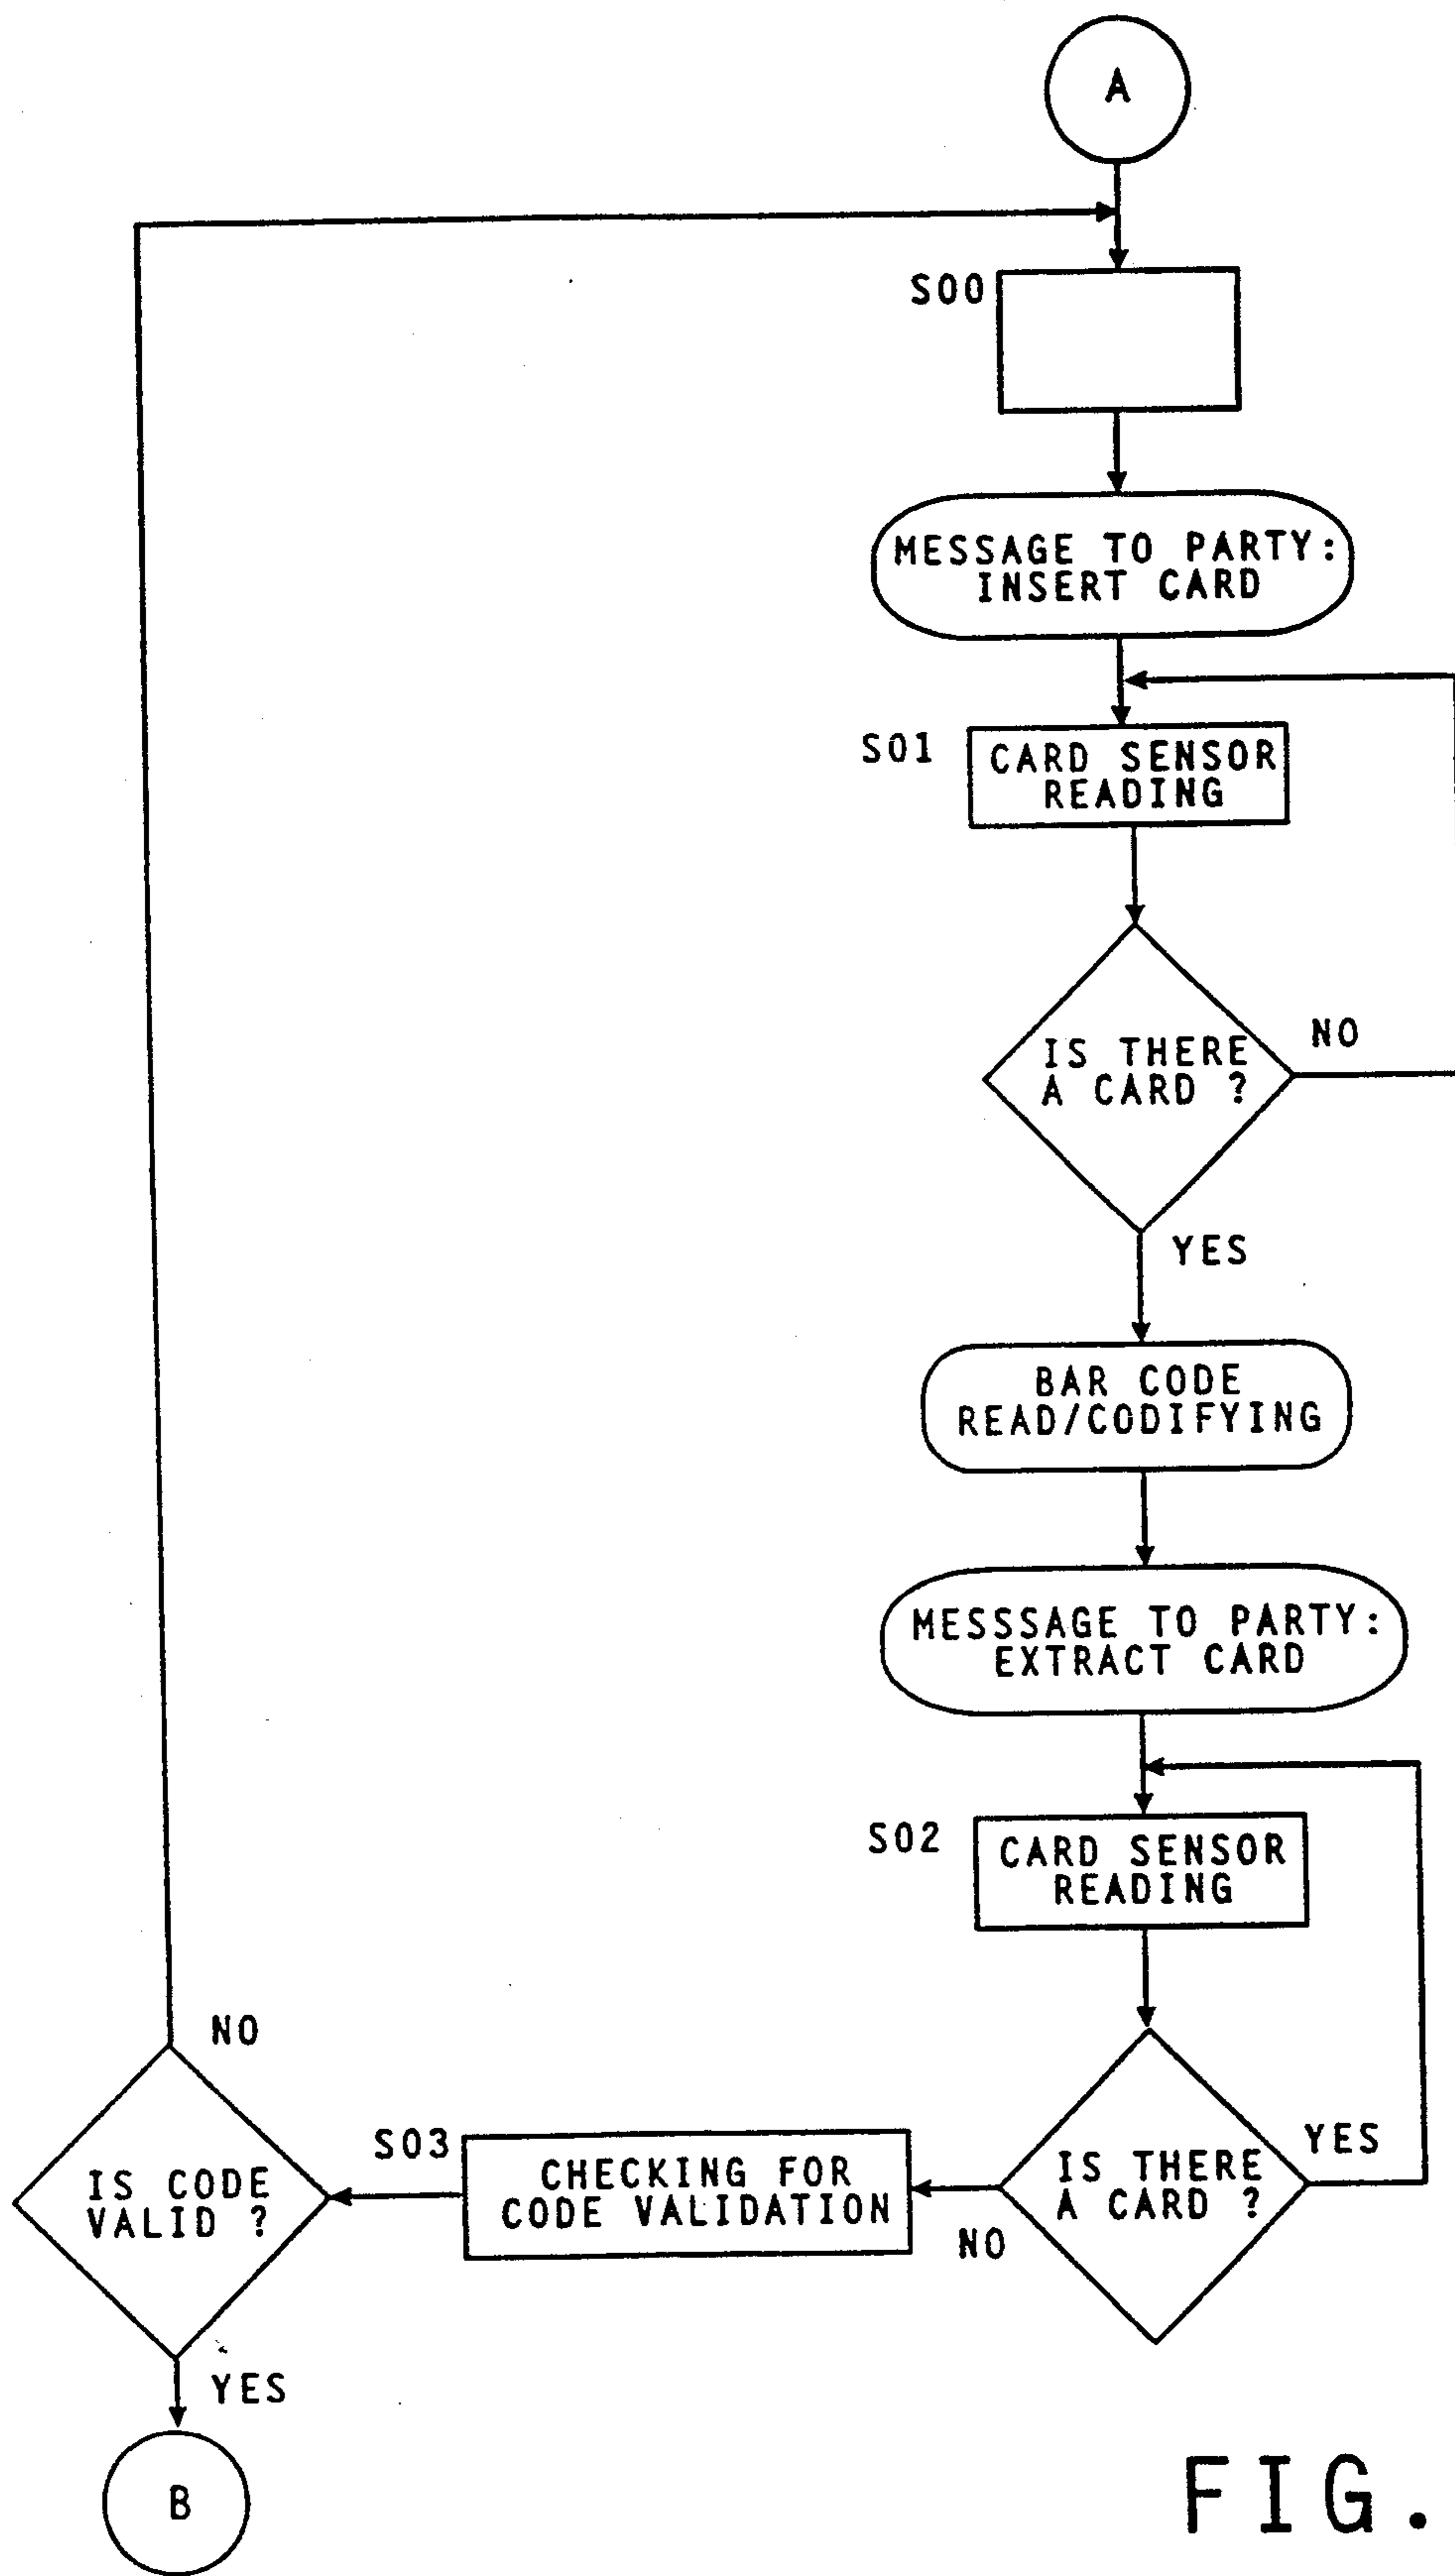 A
S00
MESSAGE TO PARTY:
INSERT CARD
S01
CARD SENSOR
READING
IS THERE
A CARD ?
NO
YES
BAR CODE
READ/CODIFYING
MESSSAGE TO PARTY:
EXTRACT CARD
S02
CARD SENSOR
READING
IS THERE
A CARD ?
YES
NO
S03
CHECKING FOR
CODE VALIDATION
IS CODE
VALID ?
NO
YES
B
FIG.